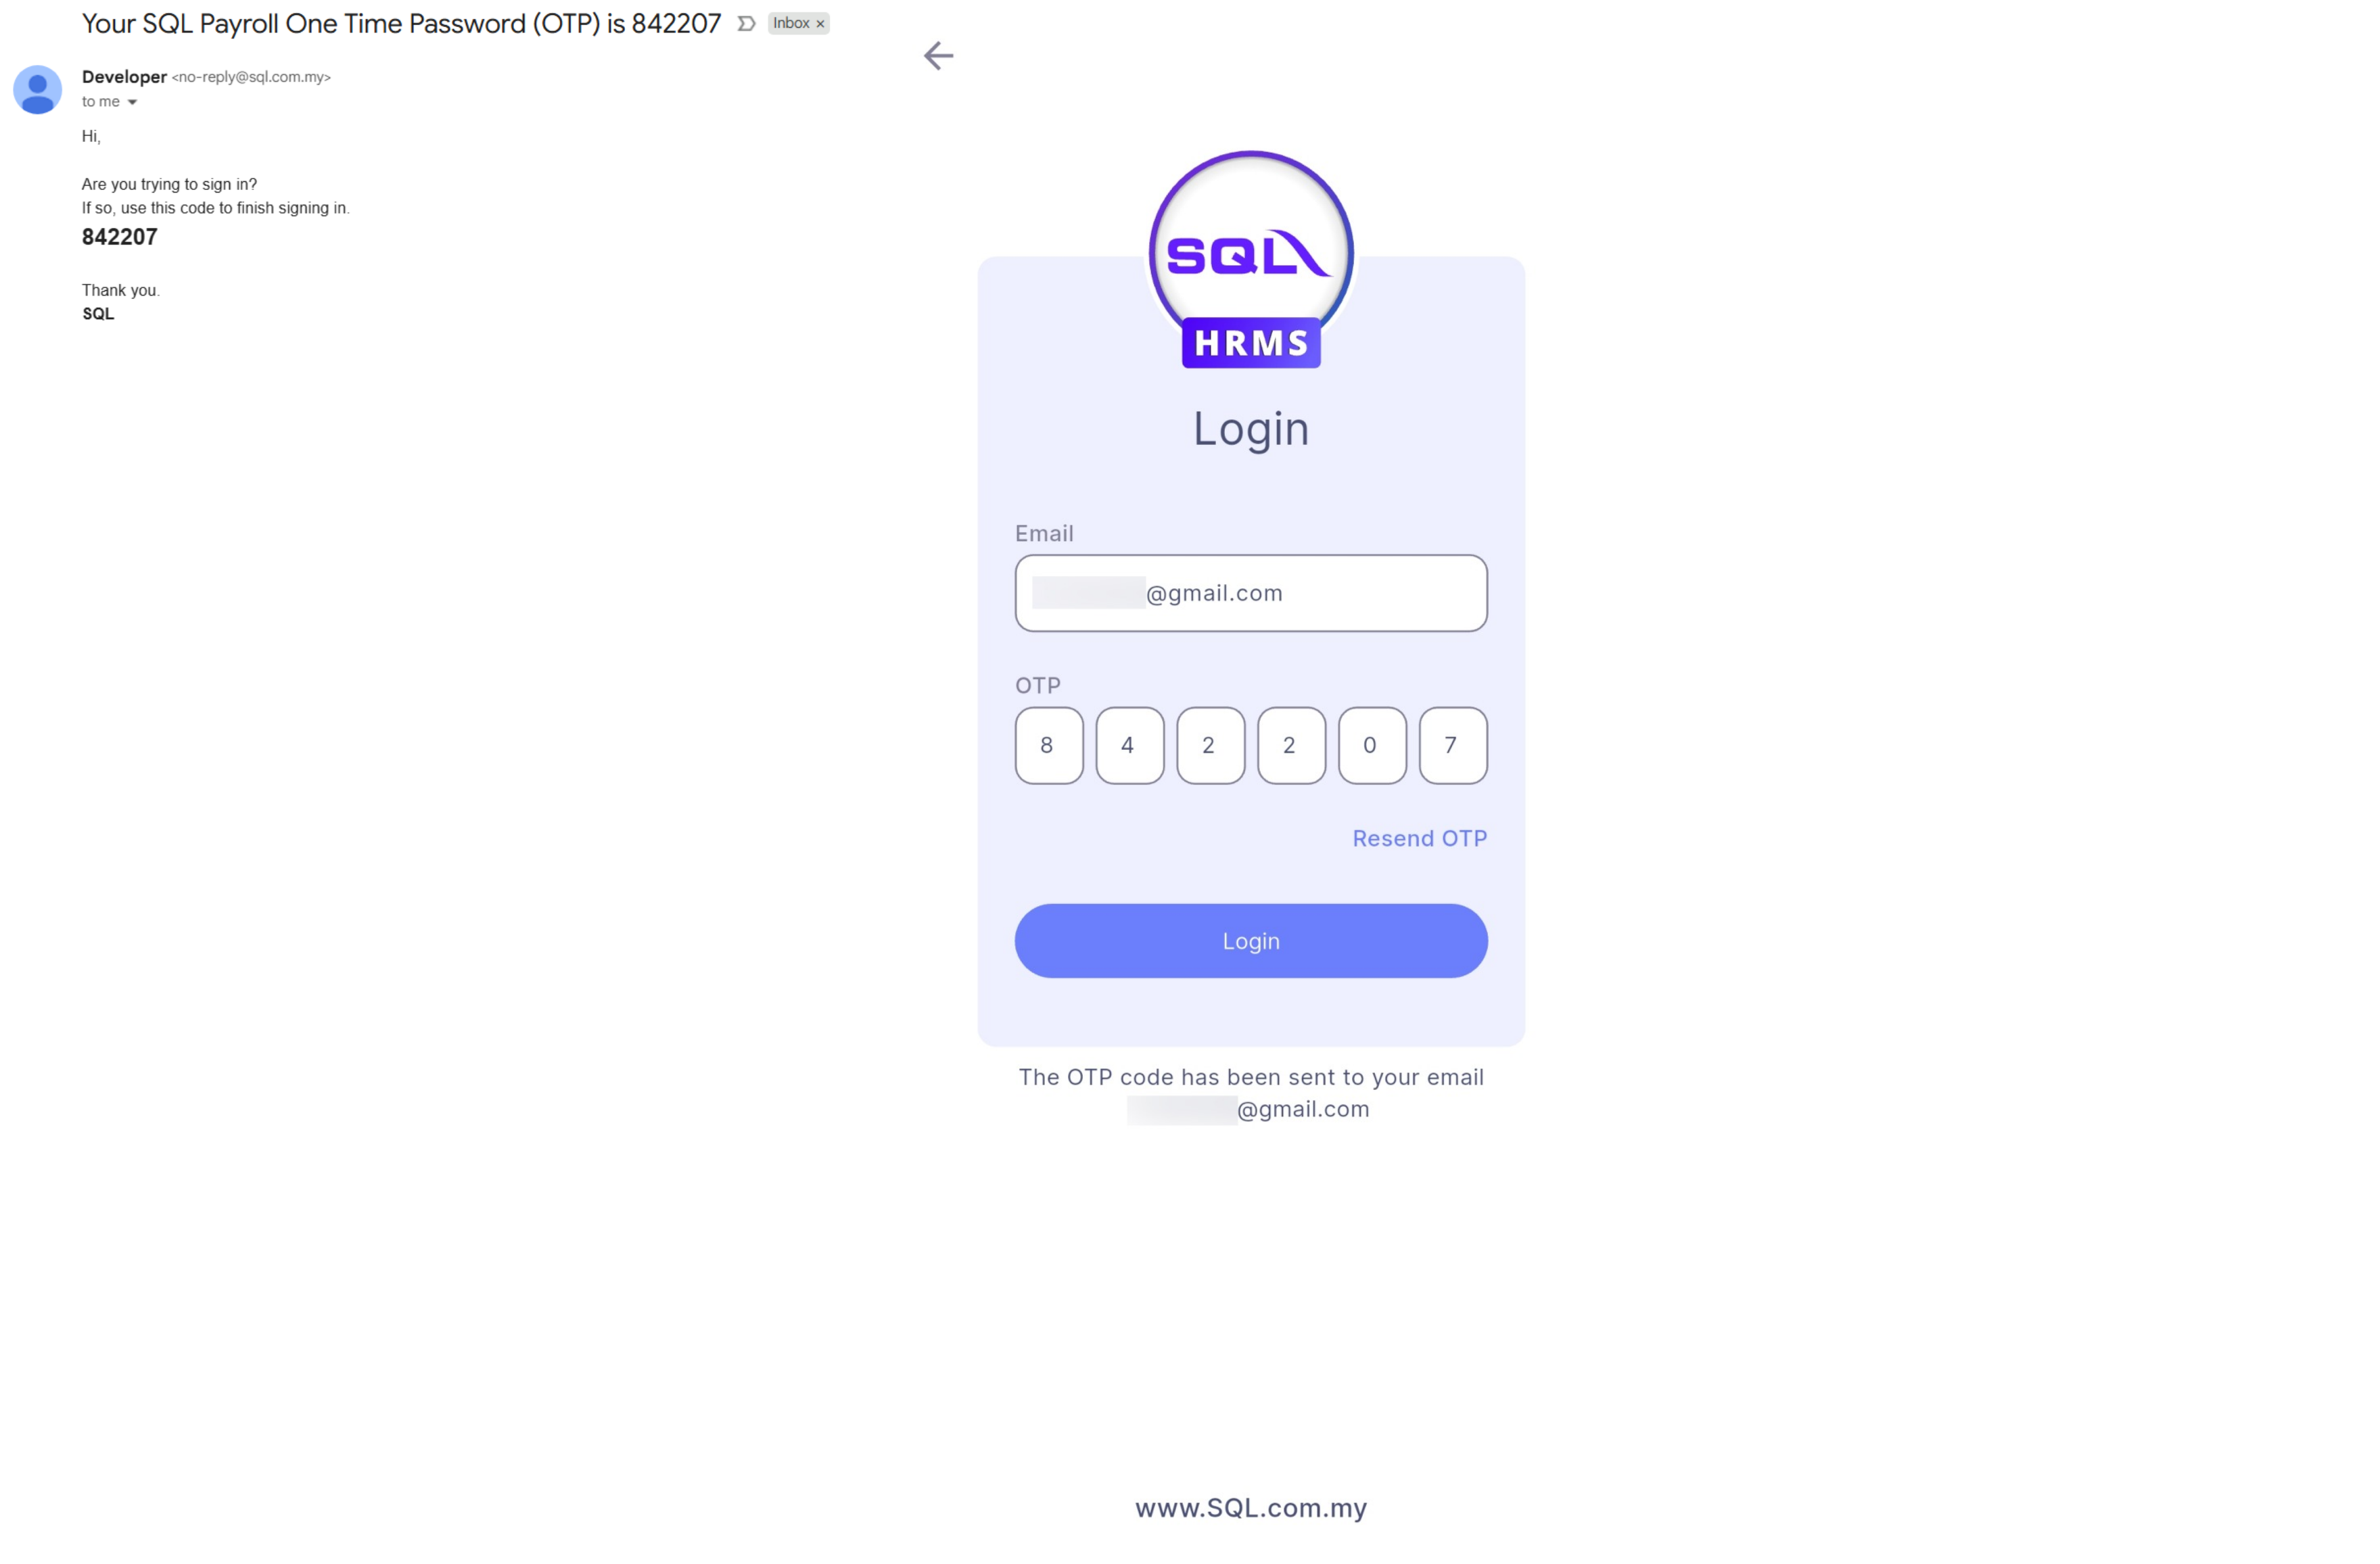 Your SQL Payroll One Time Password (OTP) is 842207 Inbox ×
Developer <no-reply@sql.com.my>
to me
Hi,
Are you trying to sign in?
If so, use this code to finish signing in.
842207
Thank you.
SQL
SQL
HRMS
Login
Email
@gmail.com
OTP
8 4 2 2 0 7
Resend OTP
Login
The OTP code has been sent to your email
@gmail.com
www.SQL.com.my